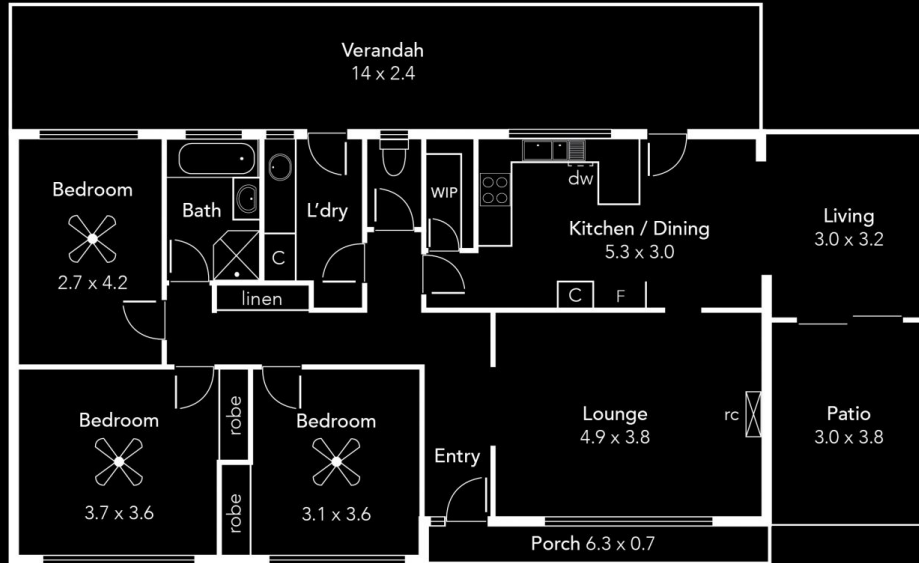 Verandah
14 x 2.4
Bedroom
2.7 x 4.2
Bath
L'dry
C
linen
WIP
dw
Kitchen / Dining
5.3 x 3.0
C
F
Living
3.0 x 3.2
Bedroom
3.7 x 3.6
robe
robe
Bedroom
3.1 x 3.6
Entry
Lounge
4.9 x 3.8
rc
Patio
3.0 x 3.8
Porch 6.3 x 0.7